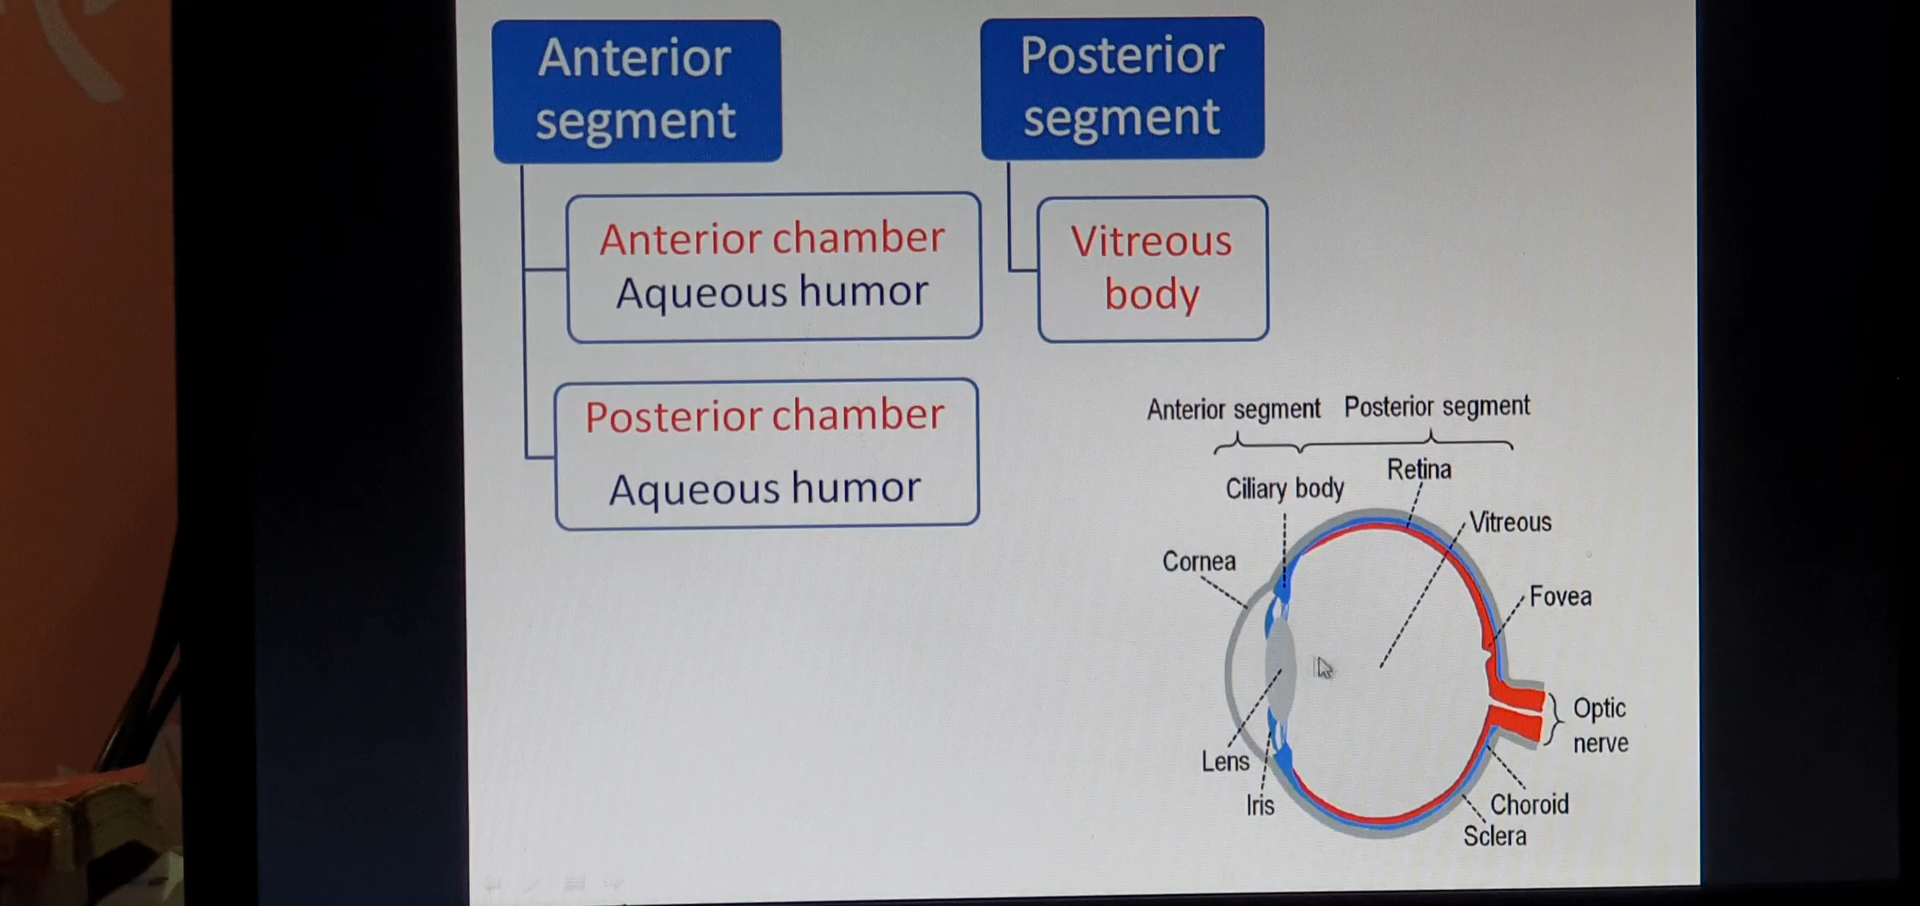 Anterior
segment
Posterior
segment
Anterior chamber
Aqueous humor
Vitreous
body
Posterior chamber
Aqueous humor
Anterior segment
Posterior segment
Retina
Ciliary body
Vitreous
Cornea
Fovea
Optic
nerve
Lens
Iris
Choroid
Sclera